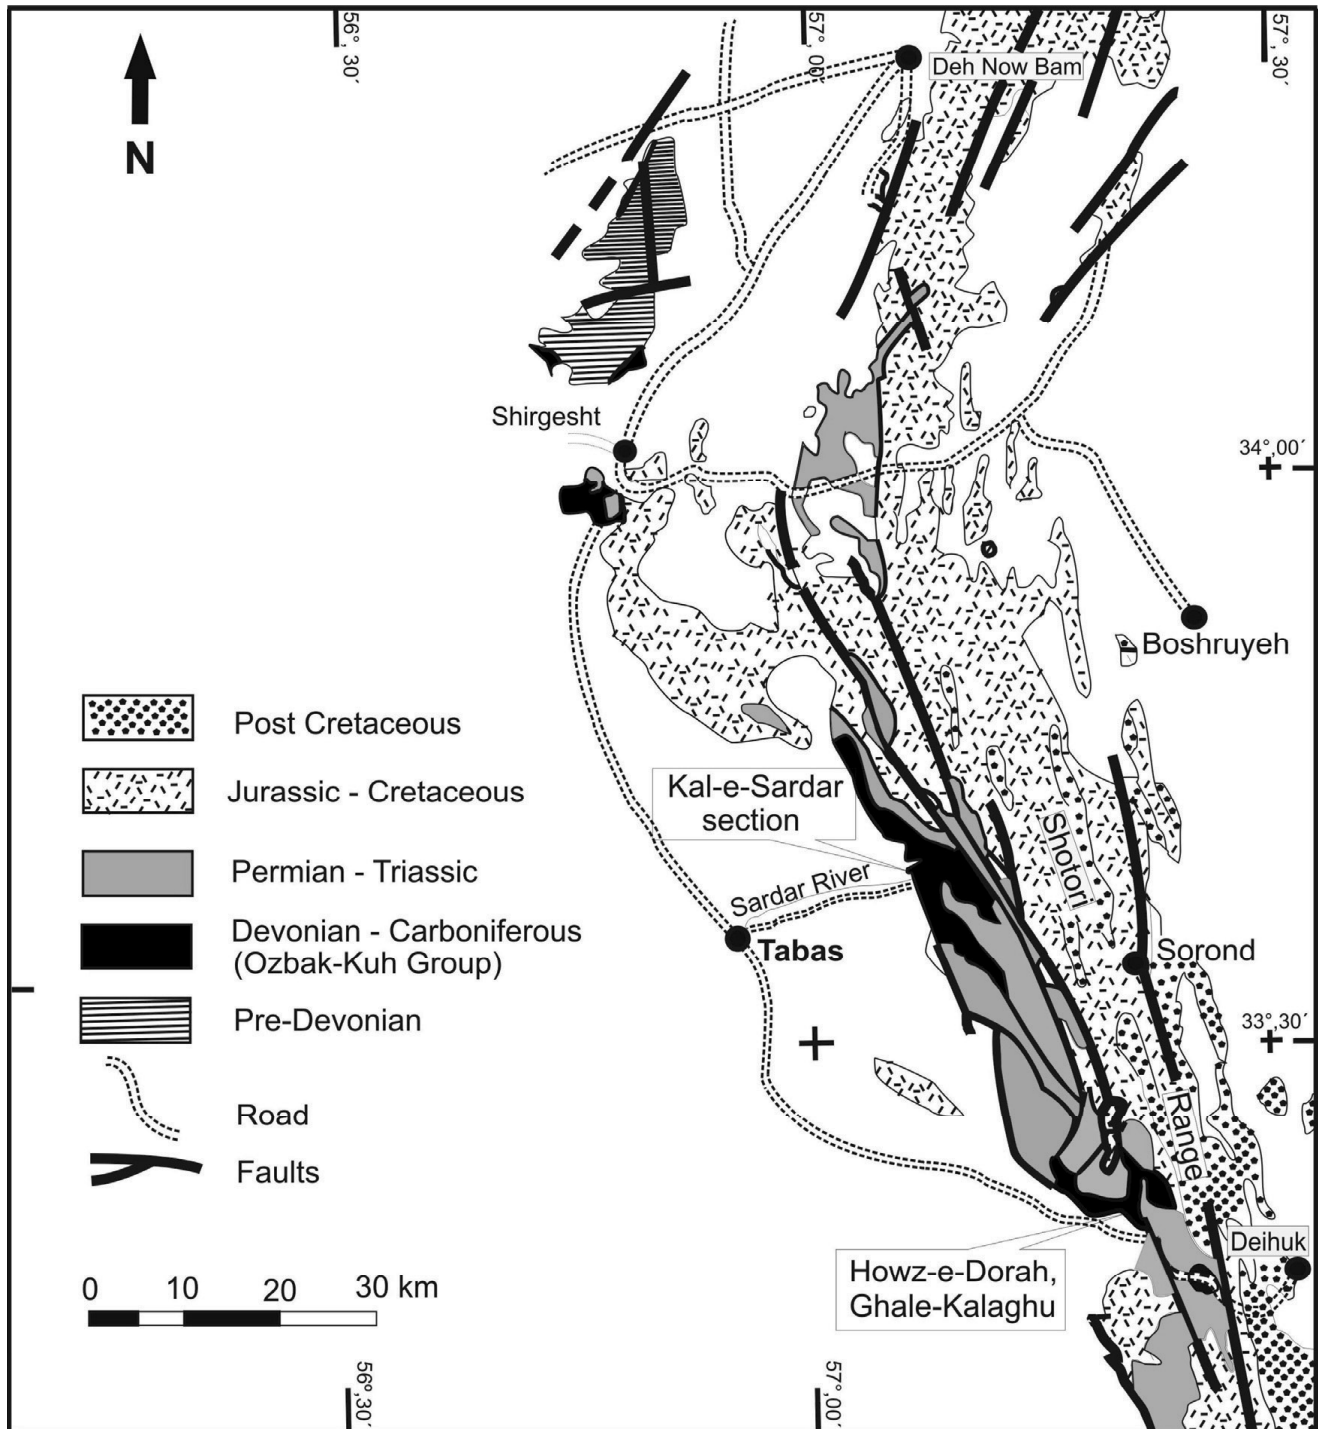 56°, 30´
57°, 00´
57°, 30´
Deh Now Bam
N
Shirgesht
34°,00´
Boshruyeh
Post Cretaceous
Jurassic - Cretaceous
Permian - Triassic
Devonian - Carboniferous
(Ozbak-Kuh Group)
Pre-Devonian
Road
Faults
Kal-e-Sardar
section
Shotori
Sardar River
Tabas
Sorond
33°,30´
Range
Deihuk
Howz-e-Dorah,
Ghale-Kalaghu
0 10 20 30 km
56°,30´
57°,00´